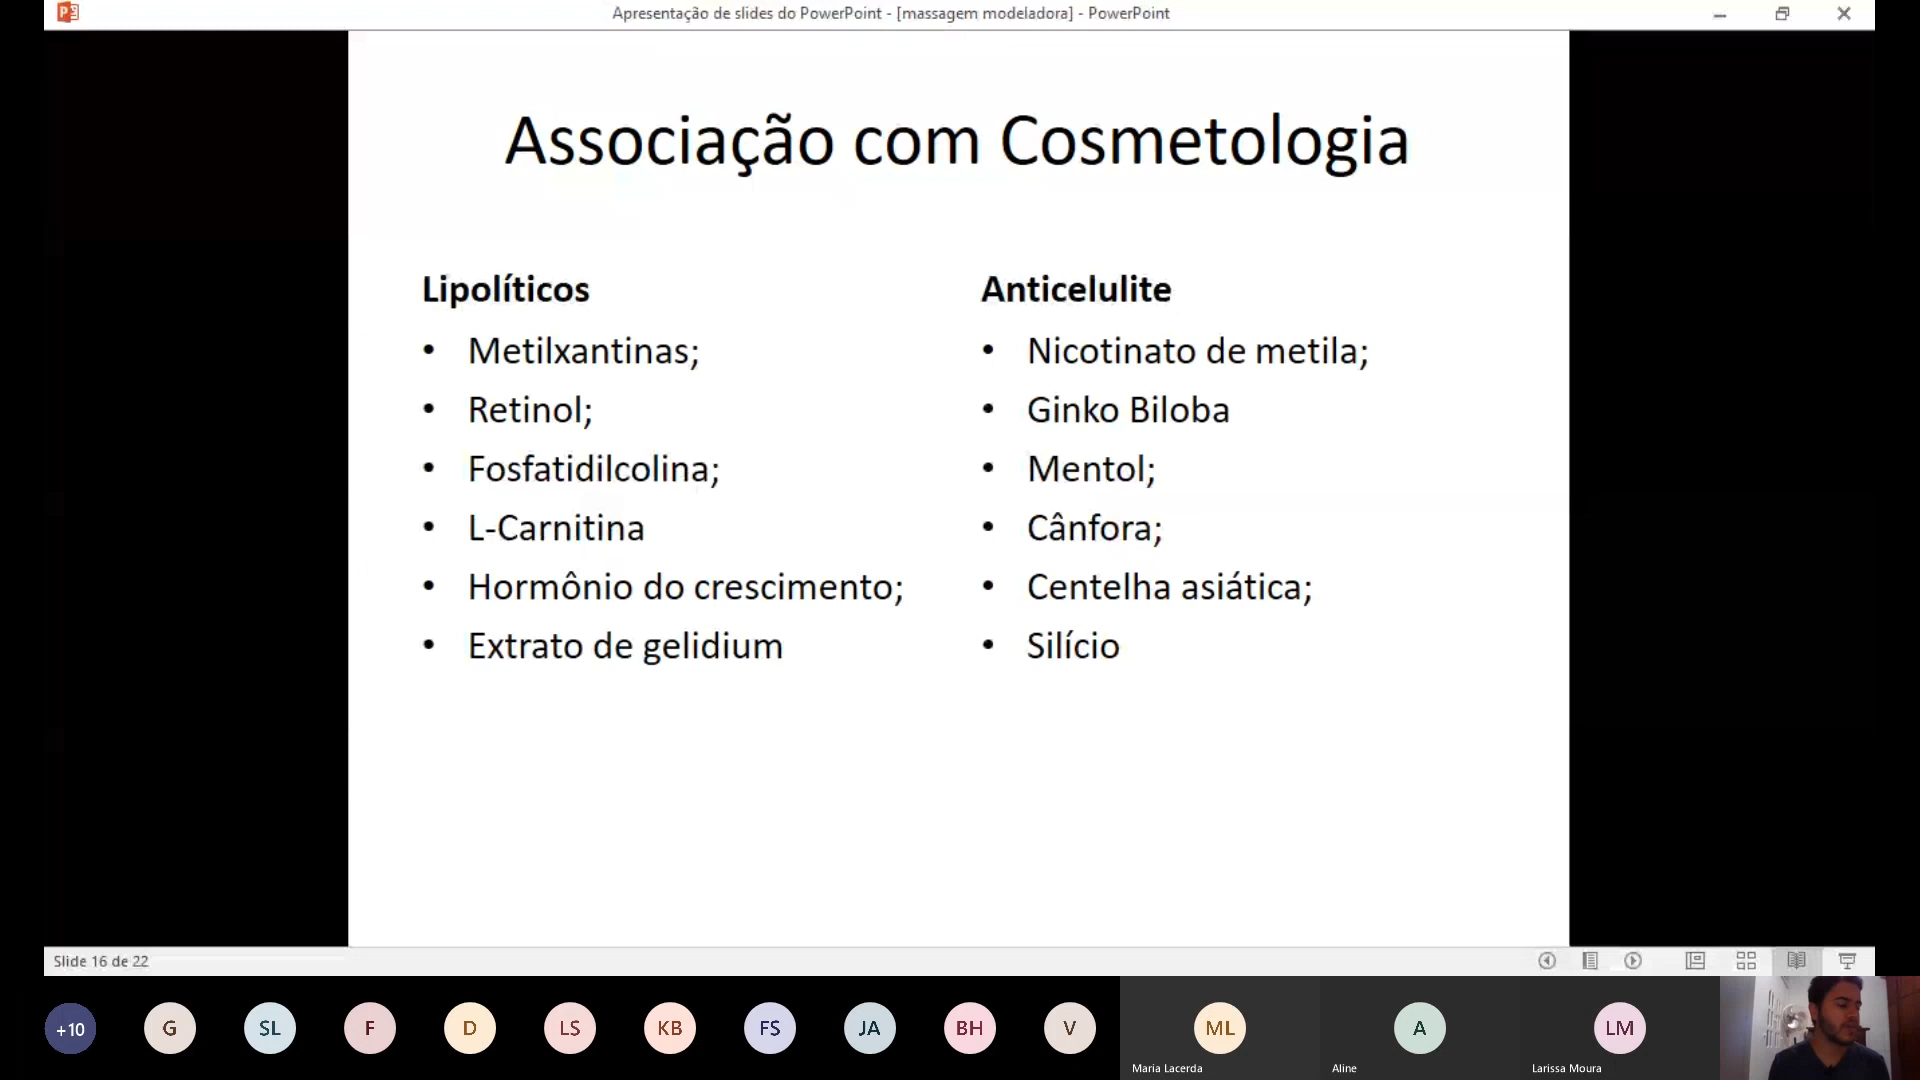 Apresentação de slides do PowerPoint - [massagem modeladora] - PowerPoint
Associação com Cosmetologia
Lipolíticos
• Metilxantinas;
• Retinol;
• Fosfatidilcolina;
• L-Carnitina
• Hormônio do crescimento;
• Extrato de gelidium
Anticelulite
• Nicotinato de metila;
• Ginko Biloba
• Mentol;
• Cânfora;
• Centelha asiática;
• Silício
Slide 16 de 22
+10
G
SL
F
D
LS
KB
FS
JA
BH
V
ML
Maria Lacerda
A
Aline
LM
Larissa Moura